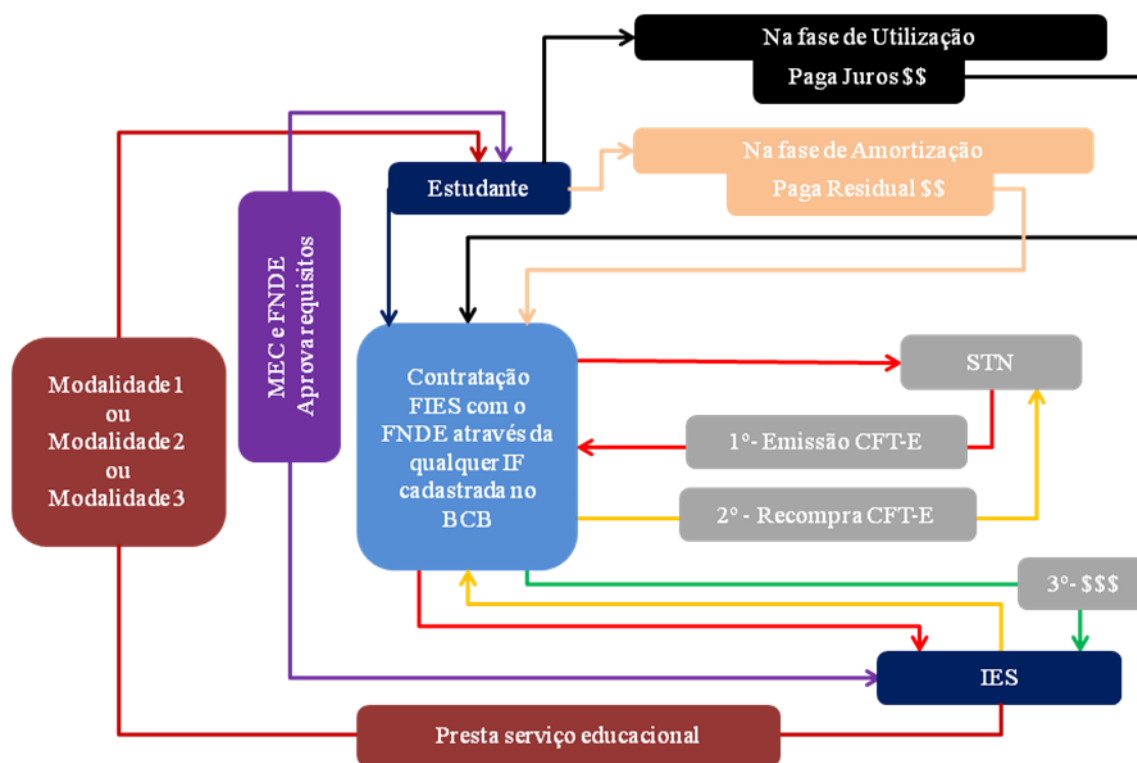 Na fase de Utilização
Paga Juros $$
Na fase de Amortização
Paga Residual $$
Estudante
MEC e FNDE
Aprova requisitos
Modalidade 1
ou
Modalidade 2
ou
Modalidade 3
Contratação
FIES com o
FNDE através da
qualquer IF
cadastrada no
BCB
STN
1º- Emissão CFT-E
2º - Recompra CFT-E
3º- $$$
IES
Presta serviço educacional